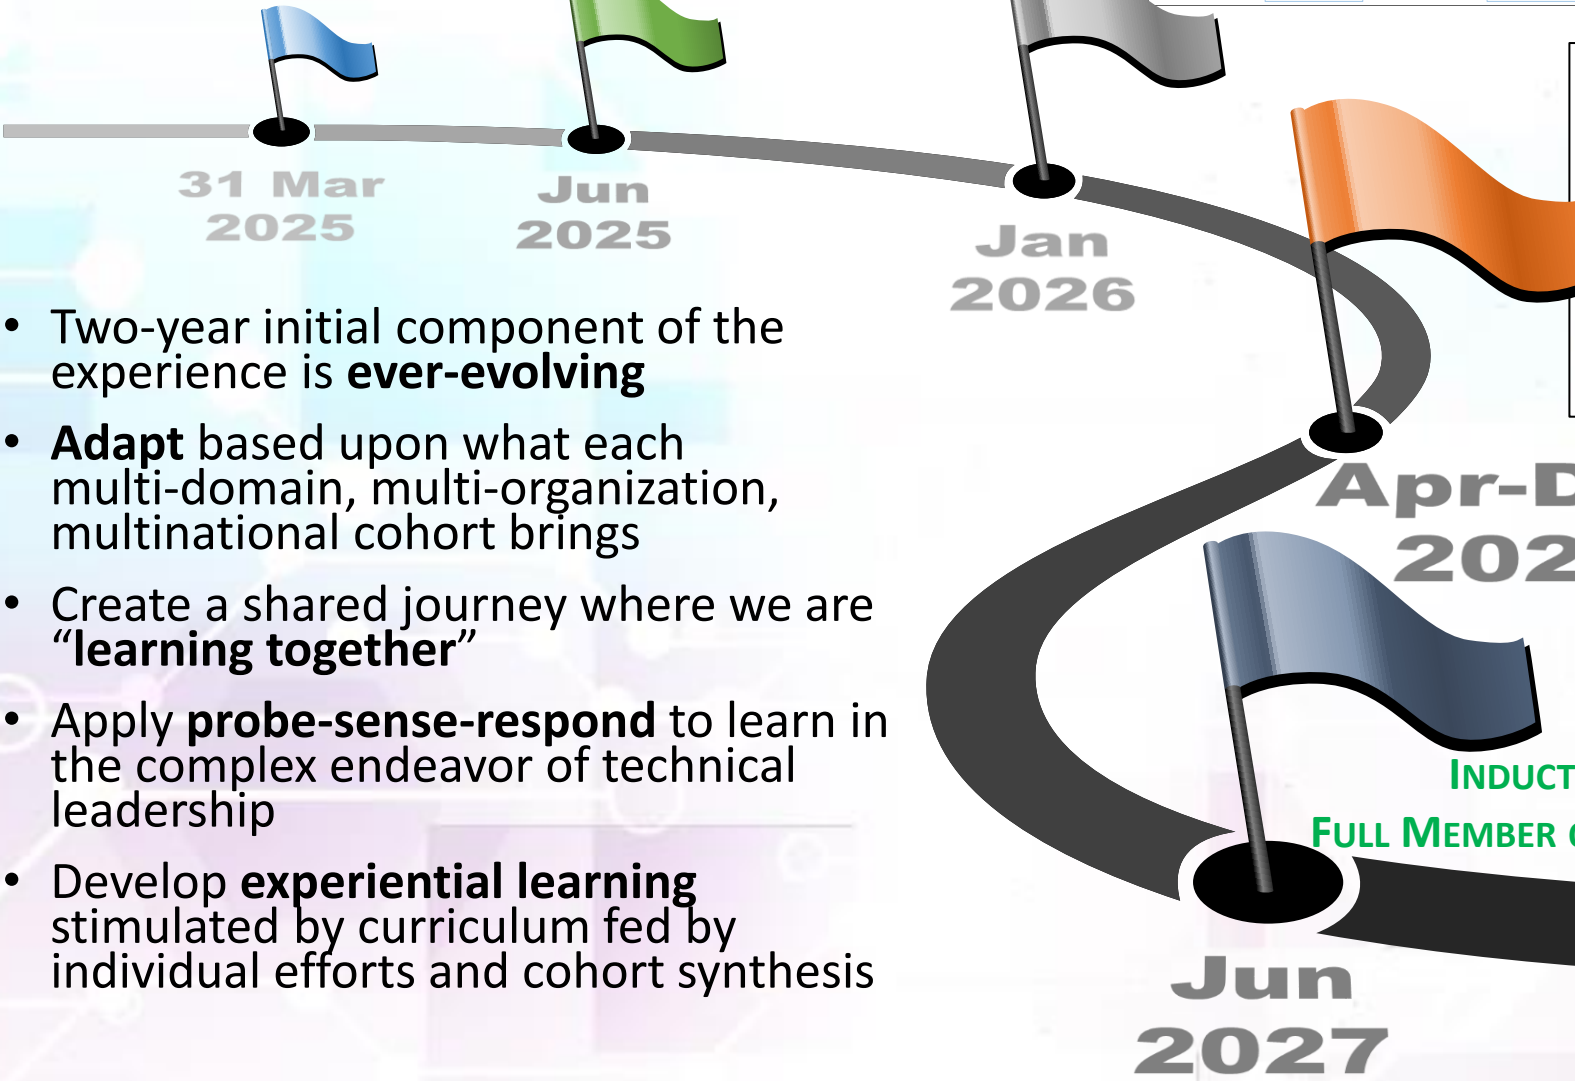 31 Mar
2025
Jun
2025
Jan
2026
• Two-year initial component of the
experience is ever-evolving
• Adapt based upon what each
multi-domain, multi-organization,
multinational cohort brings
• Create a shared journey where we are
“learning together”
• Apply probe-sense-respond to learn in
the complex endeavor of technical
leadership
• Develop experiential learning
stimulated by curriculum fed by
individual efforts and cohort synthesis
Apr-
FULL MEMBER
Jun
2027